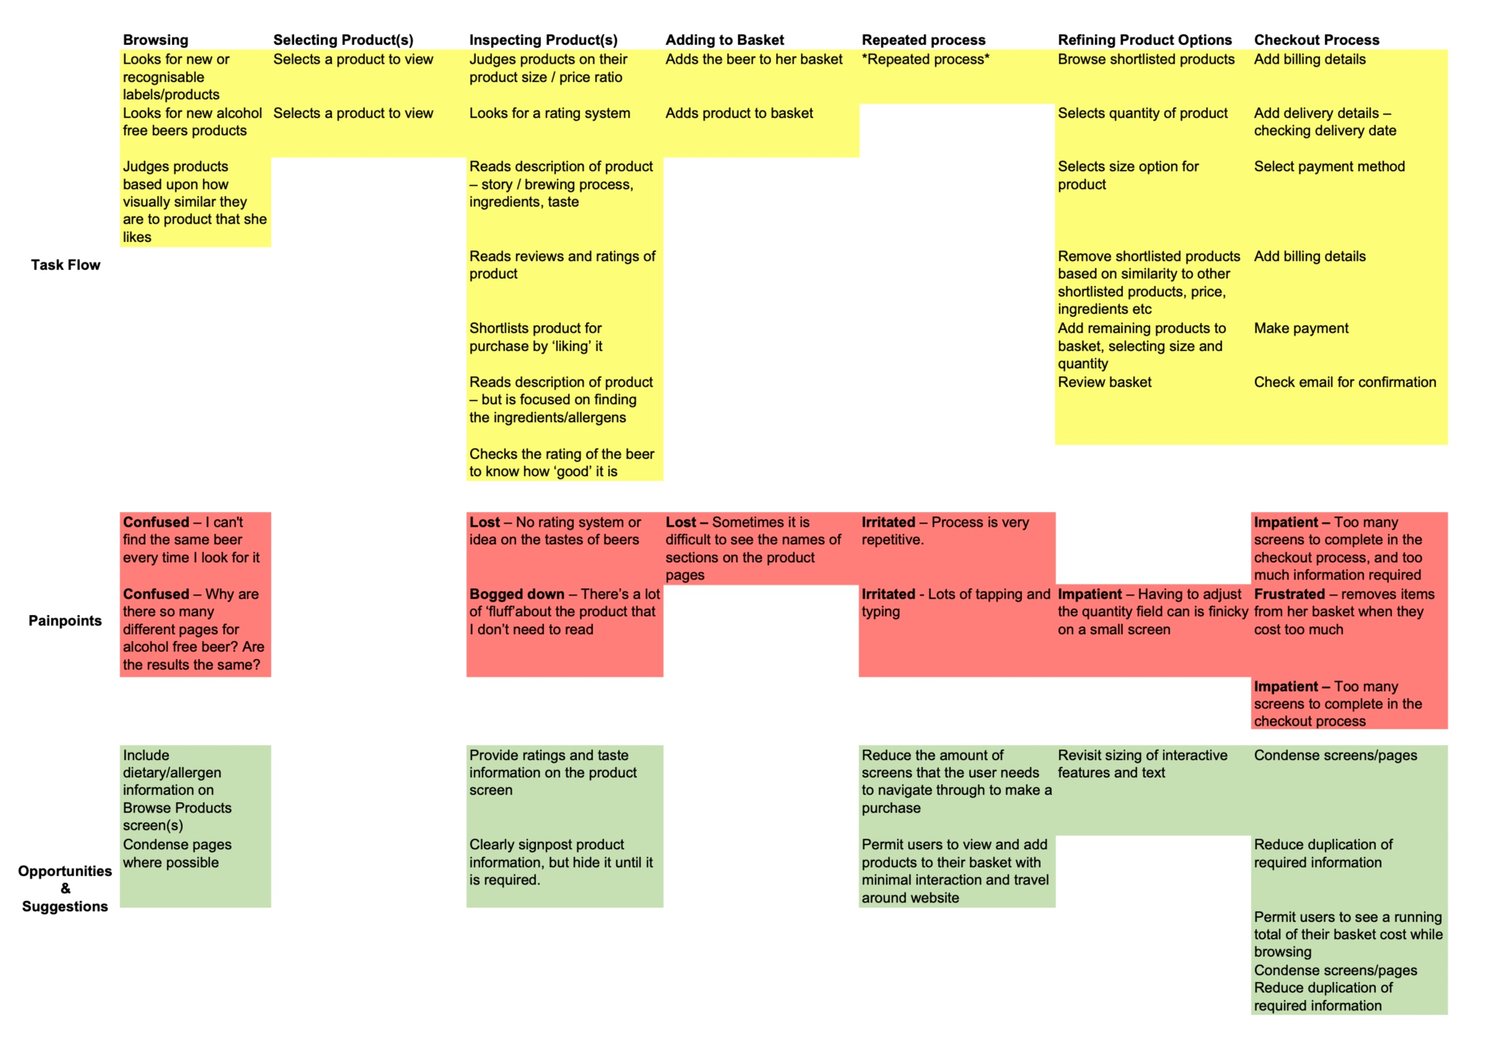 Browsing
Selecting Product(s)
Inspecting Product(s)
Adding to Basket
Repeated process
Refining Product Options
Checkout Process
Task Flow
Looks for new or
recognisable
labels/products
Selects a product to view
Judges products on their
product size / price ratio
Adds the beer to her basket
*Repeated process*
Browse shortlisted products
Add billing details
Looks for new alcohol
free beers products
Selects a product to view
Looks for a rating system
Adds product to basket
Selects quantity of product
Add delivery details –
checking delivery date
Judges products
based upon how
visually similar they
are to product that she
likes
Reads description of product
– story / brewing process,
ingredients, taste
Selects size option for
product
Select payment method
Reads reviews and ratings of
product
Remove shortlisted products
based on similarity to other
shortlisted products, price,
ingredients etc
Add billing details
Shortlists product for
purchase by ‘liking’ it
Add remaining products to
basket, selecting size and
quantity
Make payment
Reads description of product
– but is focused on finding
the ingredients/allergens
Review basket
Check email for confirmation
Checks the rating of the beer
to know how ‘good’ it is
Painpoints
Confused – I can't
find the same beer
every time I look for it
Lost – No rating system or
idea on the tastes of beers
Lost – Sometimes it is
difficult to see the names of
sections on the product
pages
Irritated – Process is very
repetitive.
Impatient – Too many
screens to complete in the
checkout process, and too
much information required
Confused – Why are
there so many
different pages for
alcohol free beer? Are
the results the same?
Bogged down – There’s a lot
of ‘fluff’about the product that
I don’t need to read
Irritated - Lots of tapping and
typing
Impatient – Having to adjust
the quantity field can is finicky
on a small screen
Frustrated – removes items
from her basket when they
cost too much
Impatient – Too many
screens to complete in the
checkout process
Opportunities
&
Suggestions
Include
dietary/allergen
information on
Browse Products
screen(s)
Provide ratings and taste
information on the product
screen
Reduce the amount of
screens that the user needs
to navigate through to make a
purchase
Revisit sizing of interactive
features and text
Condense screens/pages
Condense pages
where possible
Clearly signpost product
information, but hide it until it
is required.
Permit users to view and add
products to their basket with
minimal interaction and travel
around website
Reduce duplication of
required information
Permit users to see a running
total of their basket cost while
browsing
Condense screens/pages
Reduce duplication of
required information